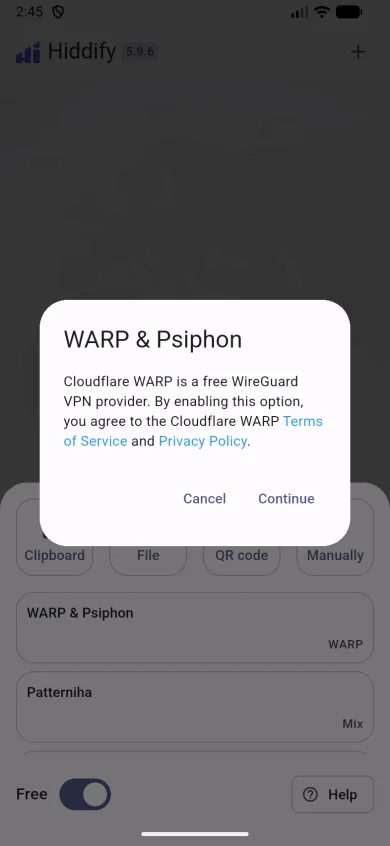 2:45
Hiddify 5.9.6
WARP & Psiphon
Cloudflare WARP is a free WireGuard
VPN provider. By enabling this option,
you agree to the Cloudflare WARP Terms
of Service and Privacy Policy.
Cancel Continue
Clipboard File QR code Manually
WARP & Psiphon
WARP
Patterniha
Mix
Free Help